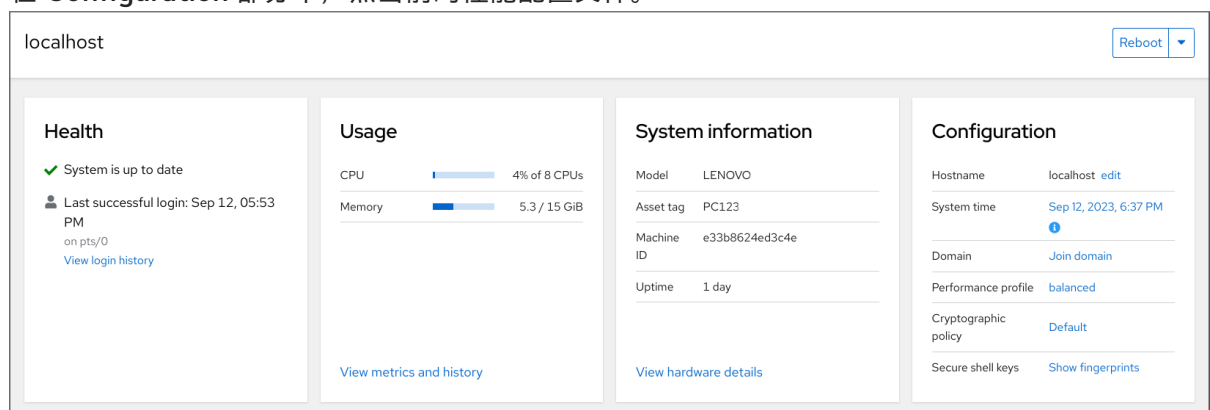 在 Configuration 部分中，点击前的性能配置文件。
localhost
Reboot
Health
System is up to date
Last successful login: Sep 12, 05:53
PM
on pts/0
View login history
Usage
CPU 4% of 8 CPUs
Memory 5.3 / 15 GiB
View metrics and history
System information
Model LENOVO
Asset tag PC123
Machine
ID e33b8624ed3c4e
Uptime 1 day
View hardware details
Configuration
Hostname localhost edit
System time Sep 12, 2023, 6:37 PM
Domain Join domain
Performance profile balanced
Cryptographic
policy Default
Secure shell keys Show fingerprints